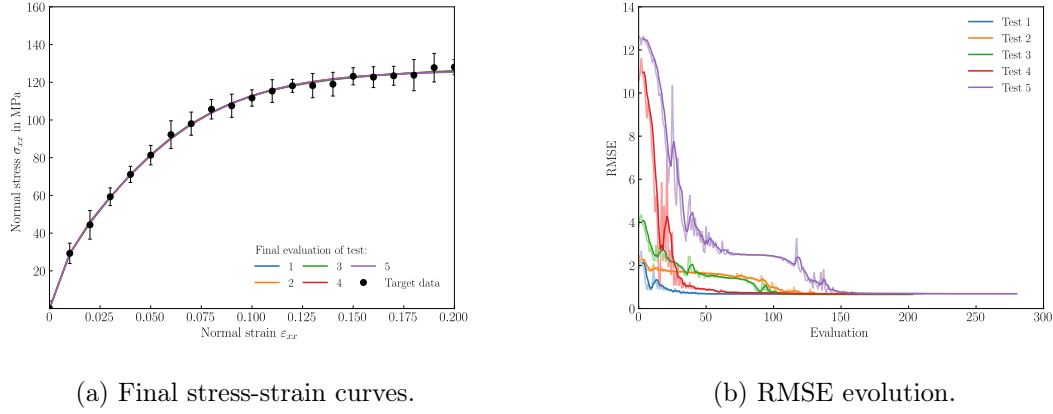 160
140
120
100
80
60
40
20
0
0.025
0.050
0.075
0.100
0.125
0.150
0.175
0.200
Normal stress σxx in MPa
Normal strain εxx
Final evaluation of test:
1
2
3
4
5
Target data
(a) Final stress-strain curves.
14
12
10
8
6
4
2
0
0
50
100
150
200
250
300
RMSE
Evaluation
Test 1
Test 2
Test 3
Test 4
Test 5
(b) RMSE evolution.